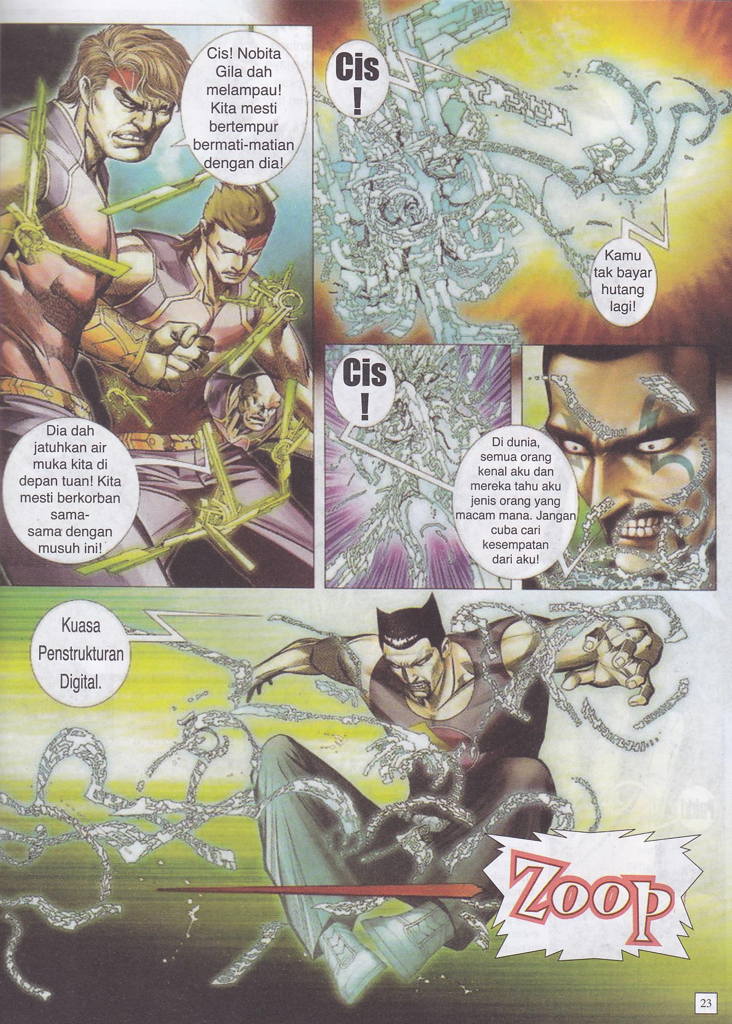 Cis! Nobita
Gila dah
melampau!
Kita mesti
bertempur
bermati-matian
dengan dia!
Dia dah
jatuhkan air
muka kita di
depan tuan! Kita
mesti berkorban
sama-
sama dengan
musuh ini!
Cis
!
Kamu
tak bayar
hutang
lagi!
Cis
!
Di dunia,
semua orang
kenal aku dan
mereka tahu aku
jenis orang yang
macam mana. Jangan
cuba cari
kesempatan
dari aku!
Kuasa
Penstrukturan
Digital.
Zoop
23